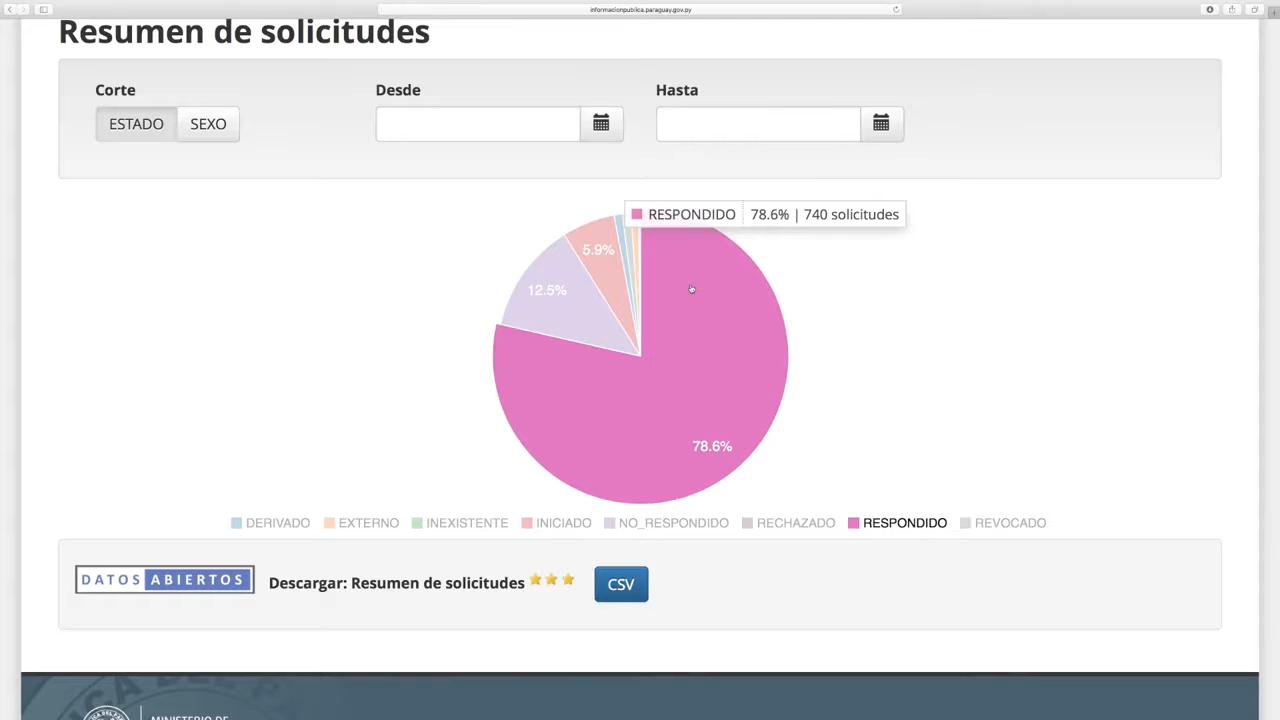 informacionpublica.paraguay.gov.py
Resumen de solicitudes
Corte
Desde
Hasta
ESTADO SEXO
RESPONDIDO 78.6% | 740 solicitudes
5.9%
12.5%
78.6%
DERIVADO EXTERNO INEXISTENTE INICIADO NO_RESPONDIDO RECHAZADO RESPONDIDO REVOCADO
DATOS ABIERTOS Descargar: Resumen de solicitudes CSV
MINISTERIO DE